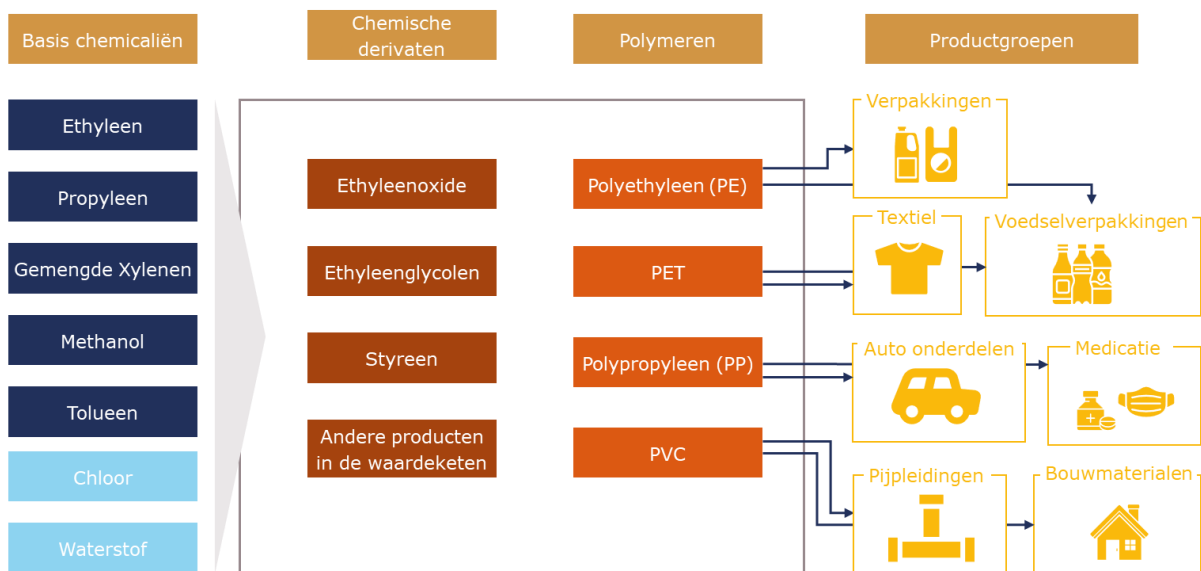 Basis chemicaliën
Chemische
derivaten
Polymeren
Productgroepen
Ethyleen
Propyleen
Gemengde Xylenen
Methanol
Tolueen
Chloor
Waterstof
Ethyleenoxide
Ethyleenglycolen
Styreen
Andere producten
in de waardeketen
Polyethyleen (PE)
PET
Polypropyleen (PP)
PVC
Verpakkingen
Textiel
Voedselverpakkingen
Auto onderdelen
Medicatie
Pijpleidingen
Bouwmaterialen